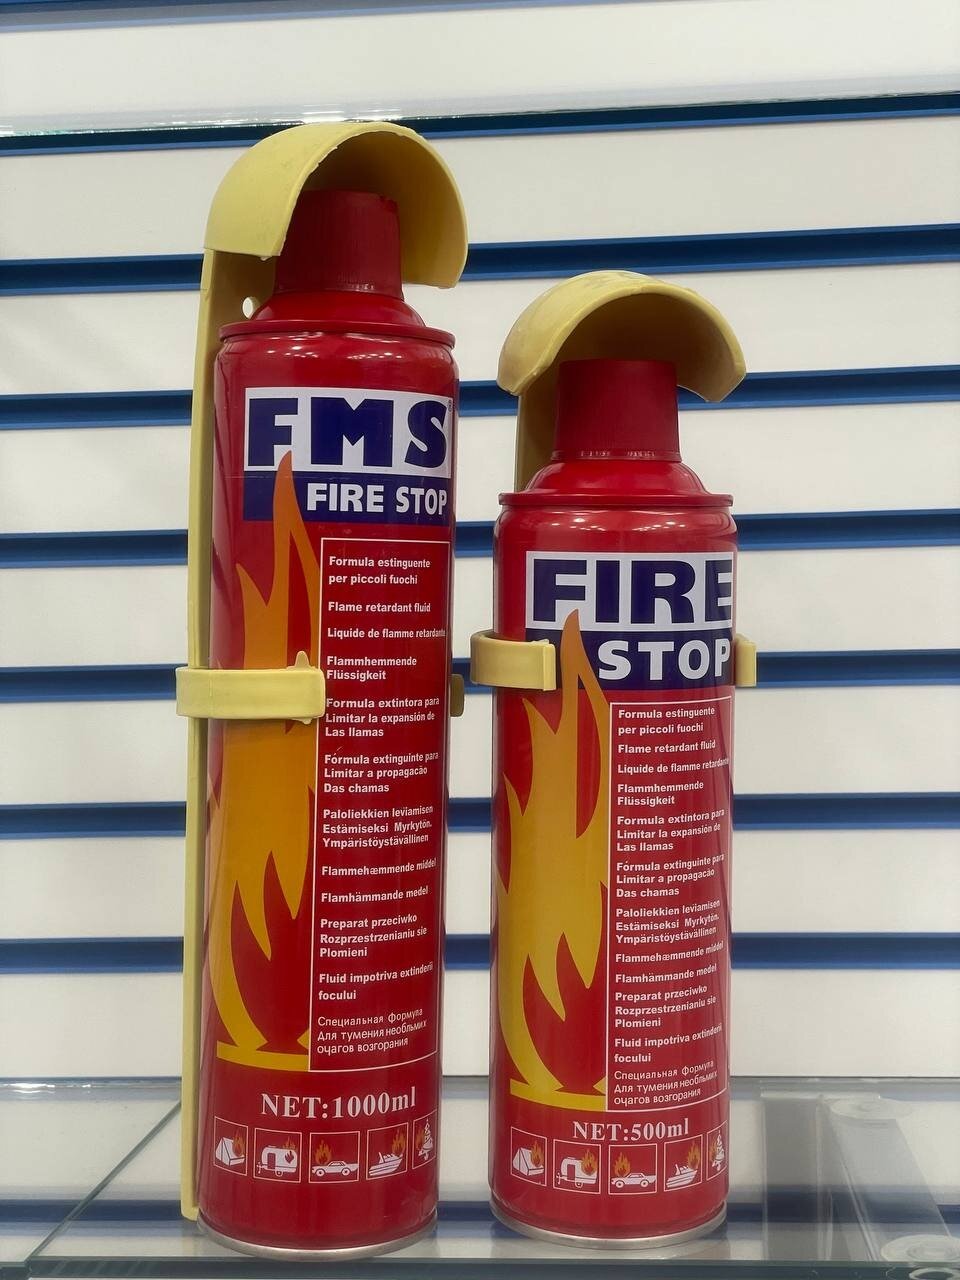 FMS®
FIRE STOP
Formula estinguente
per piccoli fuochi
Flame retardant fluid
Liquide de flamme retardante
Flammhemmende
Flüssigkeit
Formula extintora para
Limitar la expansión de
Las llamas
Fórmula extinguinte para
Limitar a propagacão
Das chamas
Paloliekkien leviamisen
Estämiseksi Myrkytön.
Ympäristöystävällinen
Flammehæmmende middel
Flamhämmande medel
Preparat przeciwko
Rozprzestrzenianiu sie
Plomieni
Fluid impotriva extinderii
focului
Специальная формула
Для тумения необльмих
очагов возгорания
NET:1000ml
FIRE
STOP
Formula estinguente
per piccoli fuochi
Flame retardant fluid
Liquide de flamme retardante
Flammhemmende
Flüssigkeit
Formula extintora para
Limitar la expansión de
Las llamas
Fórmula extinguinte para
Limitar a propagacão
Das chamas
Paloliekkien leviamisen
Estämiseksi Myrkytön.
Ympäristöystävällinen
Flammehæmmende middel
Flamhämmande medel
Preparat przeciwko
Rozprzestrzenianiu sie
Plomieni
Fluid impotriva extinderii
focului
Специальная формула
Для тумения необльмих
очагов возгорания
NET:500ml